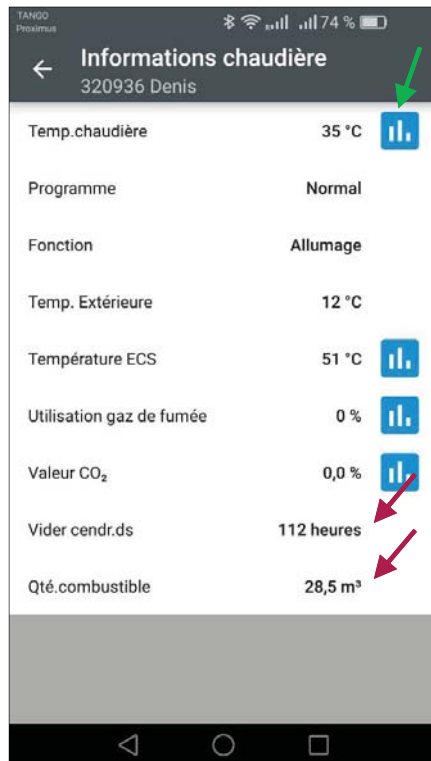 TANGO
Proximus
74 %
Informations chaudière
320936 Denis
Temp.chaudière 35 °C
Programme Normal
Fonction Allumage
Temp. Extérieure 12 °C
Température ECS 51 °C
Utilisation gaz de fumée 0 %
Valeur CO₂ 0,0 %
Vider cendr.ds 112 heures
Qté.combustible 28,5 m³